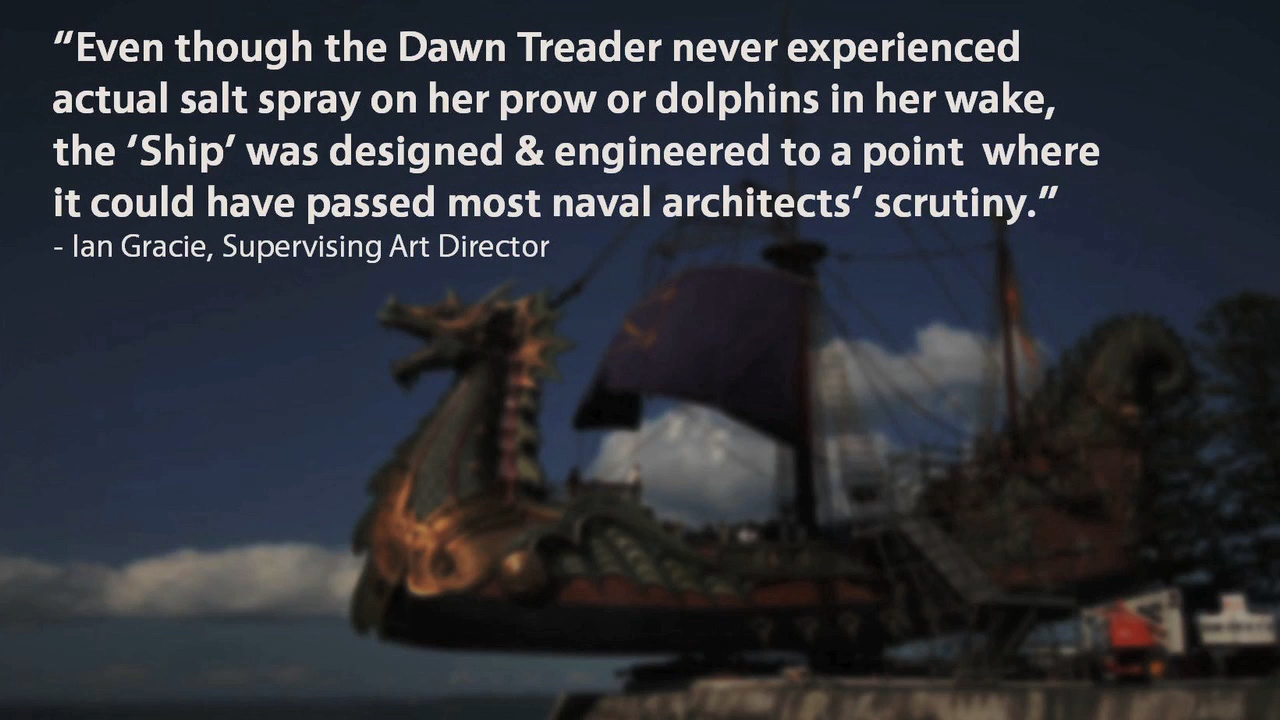 “Even though the Dawn Treader never experienced
actual salt spray on her prow or dolphins in her wake,
the ‘Ship’ was designed & engineered to a point  where
it could have passed most naval architects’ scrutiny.”
- Ian Gracie, Supervising Art Director